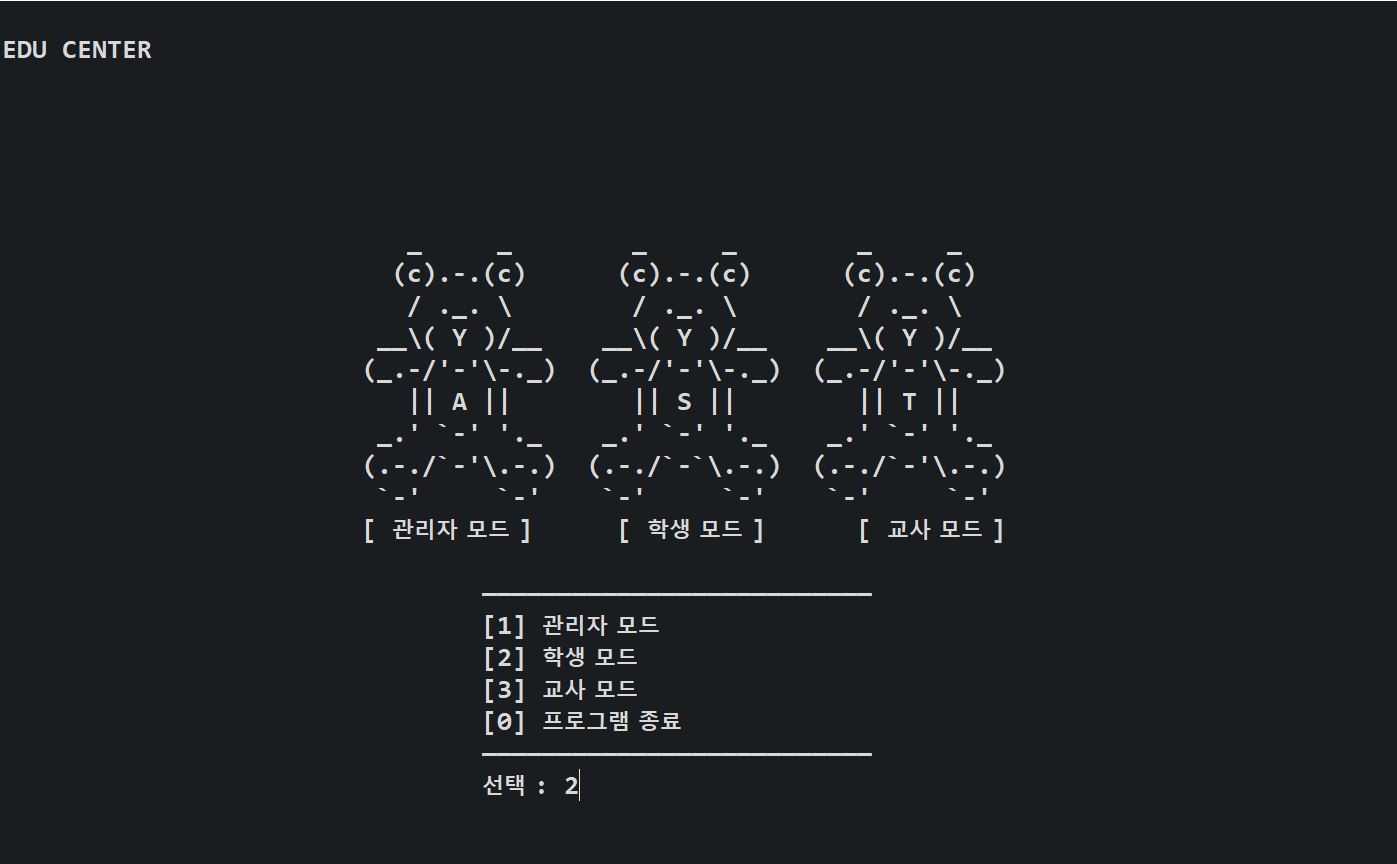 EDU CENTER
   _     _          _     _          _     _
  (c).-.(c)        (c).-.(c)        (c).-.(c)
   / ._. \          / ._. \          / ._. \
 __\( Y )/__      __\( Y )/__      __\( Y )/__
(_.-/'-'\-._)    (_.-/'-'\-._)    (_.-/'-'\-._)
   || A ||          || S ||          || T ||
 _.' `-' '._      _.' `-' '._      _.' `-' '._
(.-./`-'\.-.)    (.-./`-`\.-.)    (.-./`-'\.-.)
 `-'     `-'      `-'     `-'      `-'     `-'
[ 관리자 모드 ] [ 학생 모드 ] [ 교사 모드 ]
[1] 관리자 모드
[2] 학생 모드
[3] 교사 모드
[0] 프로그램 종료
선택 : 2